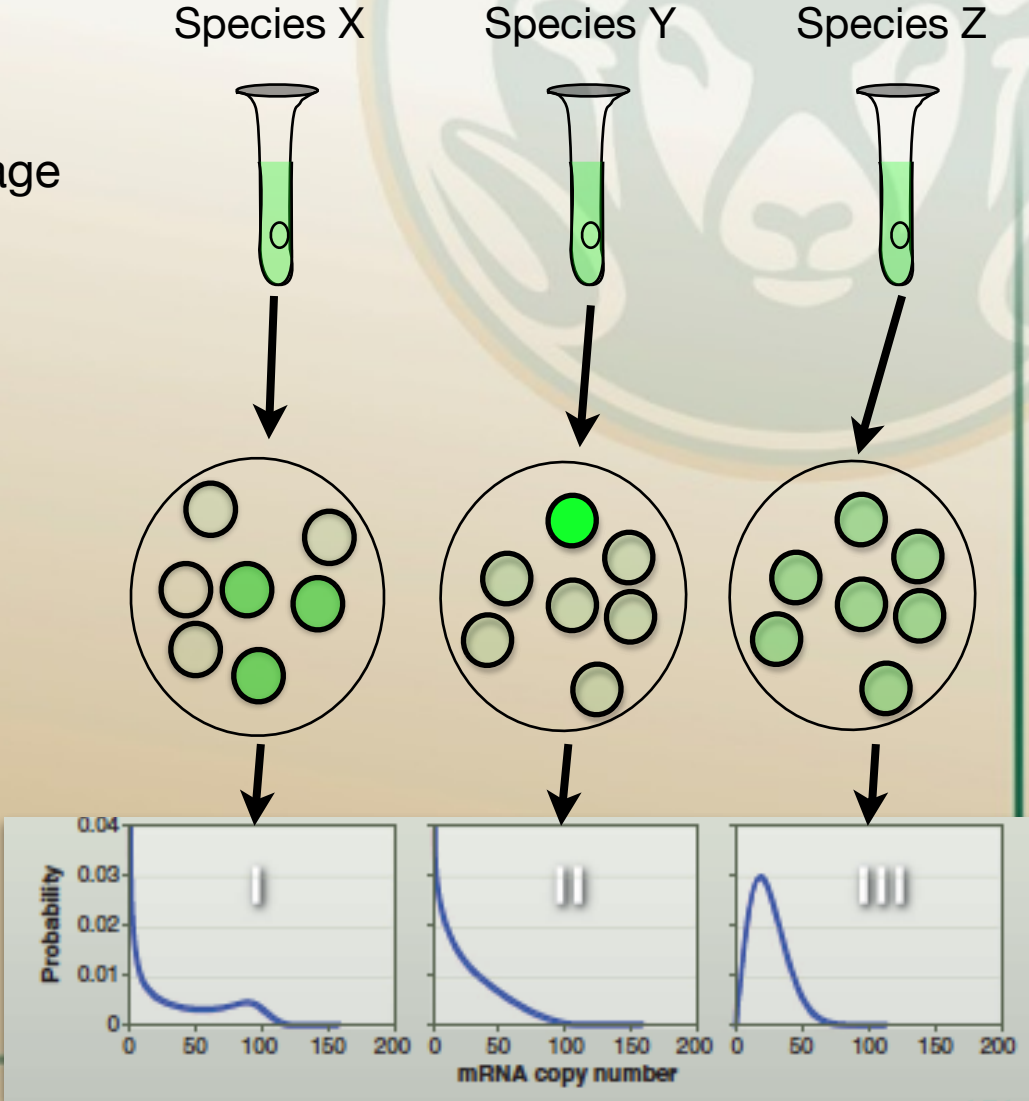 Species X Species Y Species Z
age
I II III
Probability
0.04
0.03
0.02
0.01
0
0 50 100 150 200 0 50 100 150 200 0 50 100 150 200
mRNA copy number